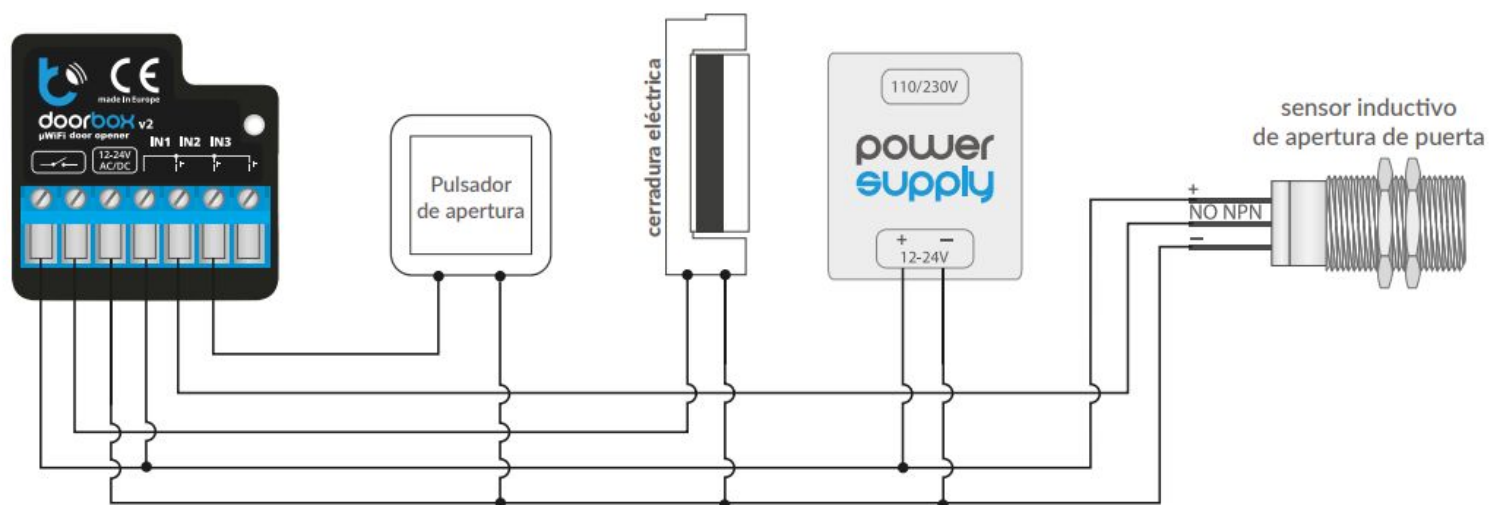 CE
made In Europe
doorbox v2
µWiFi door opener
12-24V
AC/DC
IN1 IN2 IN3
Pulsador
de apertura
cerradura eléctrica
110/230V
power
supply
+ −
12-24V
sensor inductivo
de apertura de puerta
+
NO NPN
−